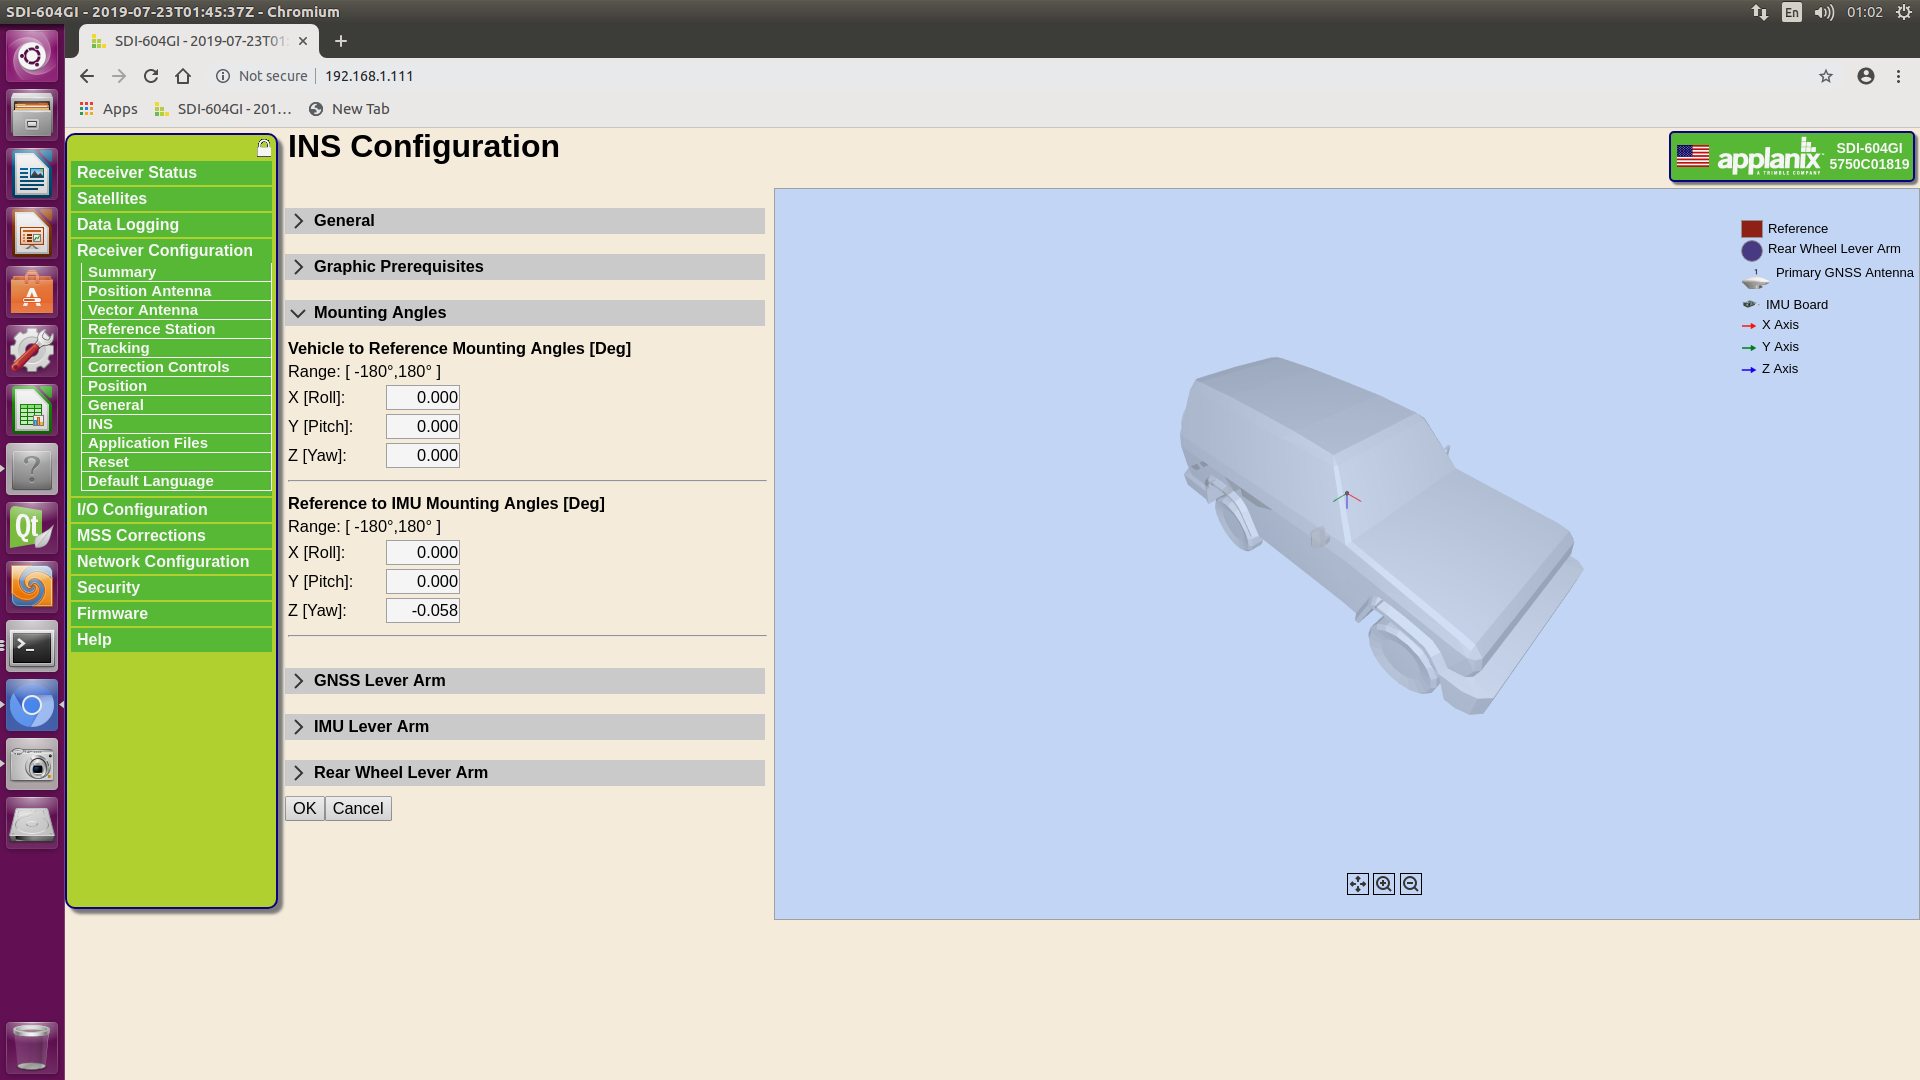 SDI-604GI - 2019-07-23T01:45:37Z - Chromium
En
01:02
SDI-604GI - 2019-07-23T01:
Not secure
192.168.1.111
Apps
SDI-604GI - 201...
New Tab
INS Configuration
applanix
A TRIMBLE COMPANY
SDI-604GI
5750C01819
Receiver Status
Satellites
Data Logging
Receiver Configuration
Summary
Position Antenna
Vector Antenna
Reference Station
Tracking
Correction Controls
Position
General
INS
Application Files
Reset
Default Language
I/O Configuration
MSS Corrections
Network Configuration
Security
Firmware
Help
General
Graphic Prerequisites
Mounting Angles
Vehicle to Reference Mounting Angles [Deg]
Range: [ -180°,180° ]
X [Roll]: 0.000
Y [Pitch]: 0.000
Z [Yaw]: 0.000
Reference to IMU Mounting Angles [Deg]
Range: [ -180°,180° ]
X [Roll]: 0.000
Y [Pitch]: 0.000
Z [Yaw]: -0.058
GNSS Lever Arm
IMU Lever Arm
Rear Wheel Lever Arm
OK
Cancel
Reference
Rear Wheel Lever Arm
Primary GNSS Antenna
IMU Board
X Axis
Y Axis
Z Axis
Qt